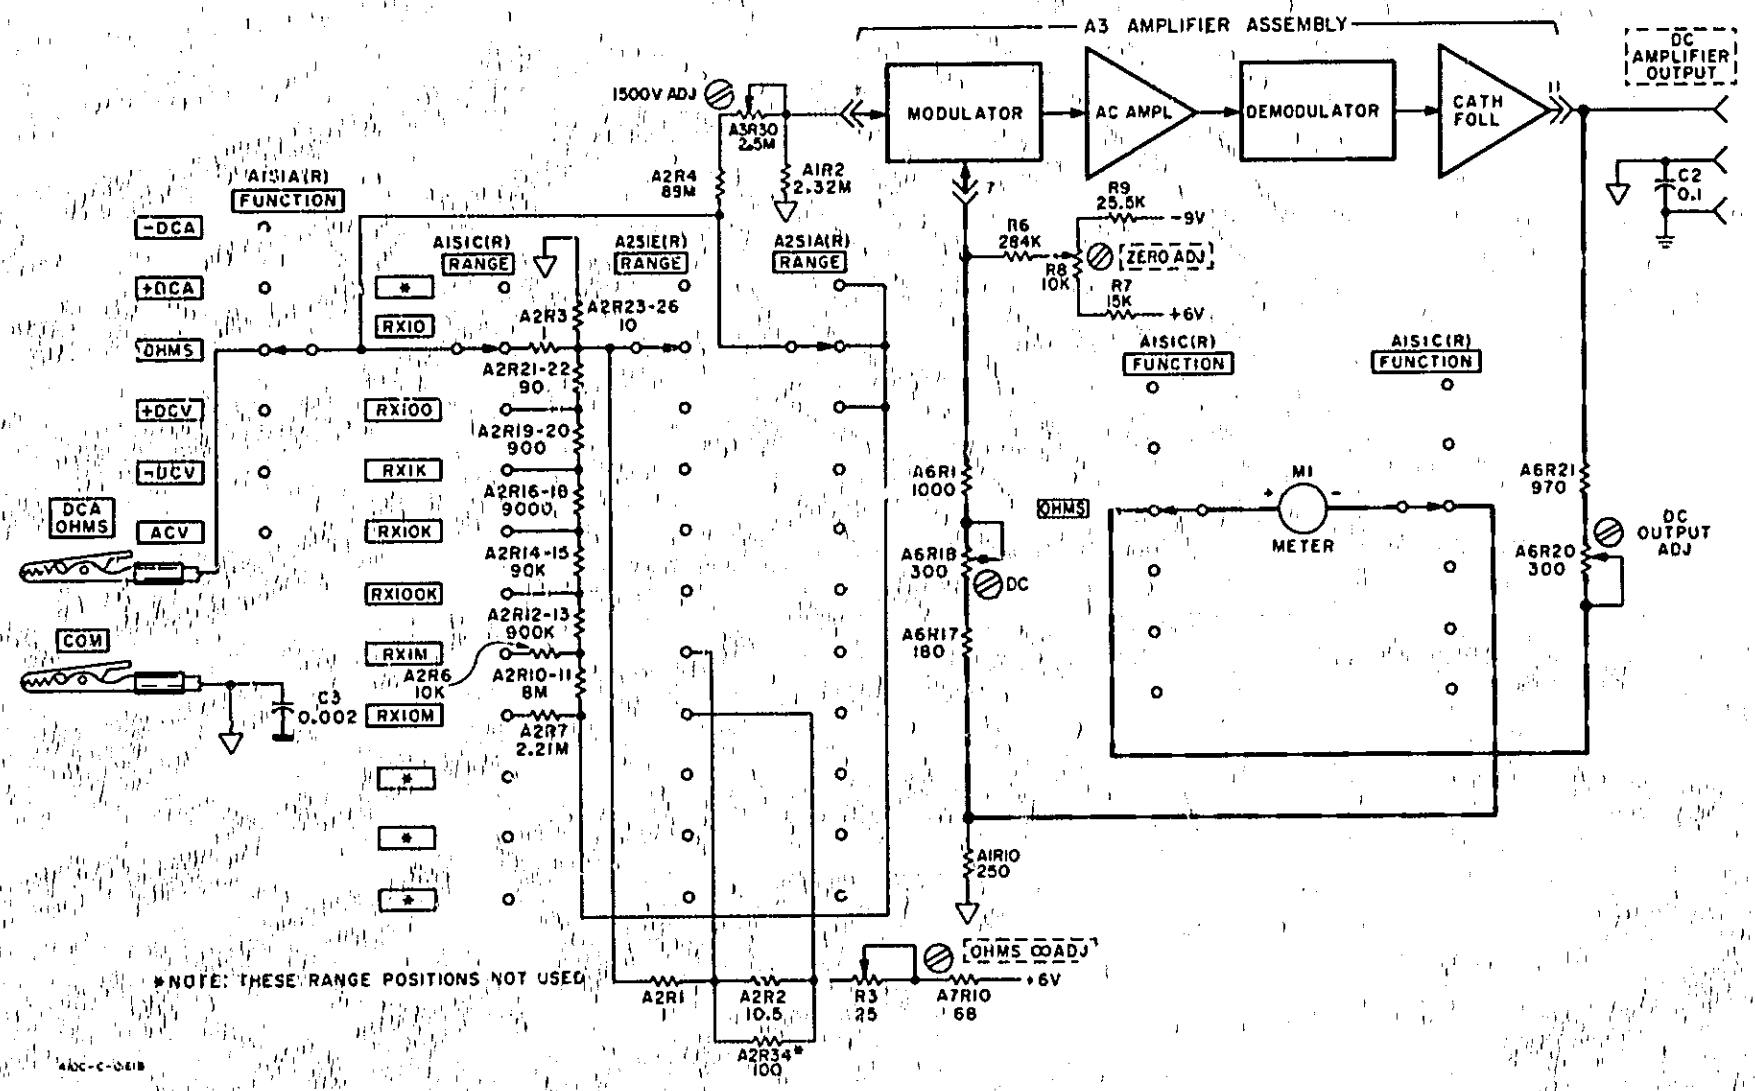 A3 AMPLIFIER ASSEMBLY
DC
AMPLIFIER
OUTPUT
1500V ADJ
A3R30
2.5M
MODULATOR
AC AMPL
DEMODULATOR
CATH
FOLL
11
7
A2R4
89M
A1R2
2.32M
C2
0.1
A1S1A(R)
FUNCTION
-DCA
+DCA
OHMS
+DCV
-DCV
ACV
DCA
OHMS
COM
C3
0.002
A1S1C(R)
RANGE
*
RX10
RX100
RX1K
RX10K
RX100K
RX1M
RX10M
*
*
*
A2R3
1
A2R23-26
10
A2R21-22
90
A2R19-20
900
A2R16-18
9000
A2R14-15
90K
A2R12-13
900K
A2R6
10K
A2R10-11
8M
A2R7
2.21M
A2S1E(R)
RANGE
A2S1A(R)
RANGE
R9
25.5K
-9V
R6
284K
R8
10K
ZERO ADJ
R7
15K
+6V
A1S1C(R)
FUNCTION
A1S1C(R)
FUNCTION
A6R1
1000
A6R18
300
DC
A6R17
180
OHMS
M1
+ -
METER
A6R21
970
A6R20
300
DC
OUTPUT
ADJ
A1R10
250
OHMS ∞ ADJ
*NOTE: THESE RANGE POSITIONS NOT USED
A2R1
1
A2R2
10.5
R3
25
A7R10
68
+6V
A2R34*
100